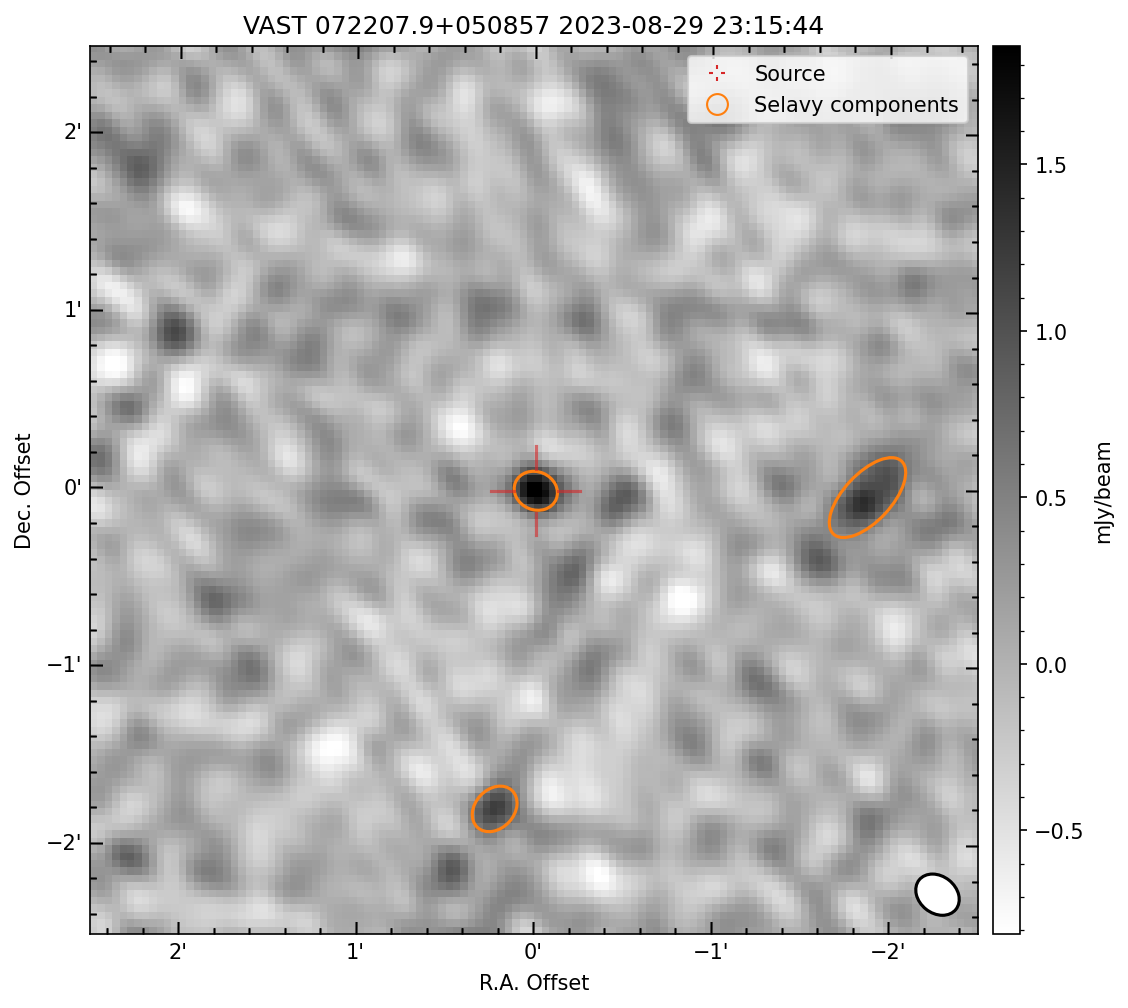 VAST 072207.9+050857 2023-08-29 23:15:44
Source
Selavy components
2'
1'
0'
−1'
−2'
Dec. Offset
2'
1'
0'
−1'
−2'
R.A. Offset
1.5
1.0
0.5
0.0
−0.5
mJy/beam